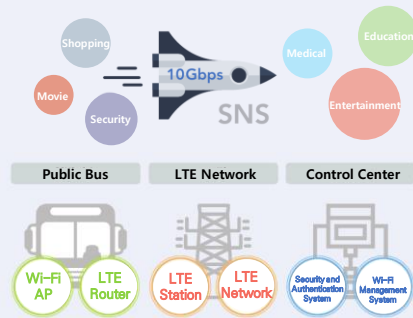 Shopping
Movie
Security
10Gbps
SNS
Medical
Education
Entertainment
Public Bus
LTE Network
Control Center
Wi-Fi
AP
LTE
Router
LTE
Station
LTE
Network
Security and
Authentication
System
Wi-Fi
Management
System